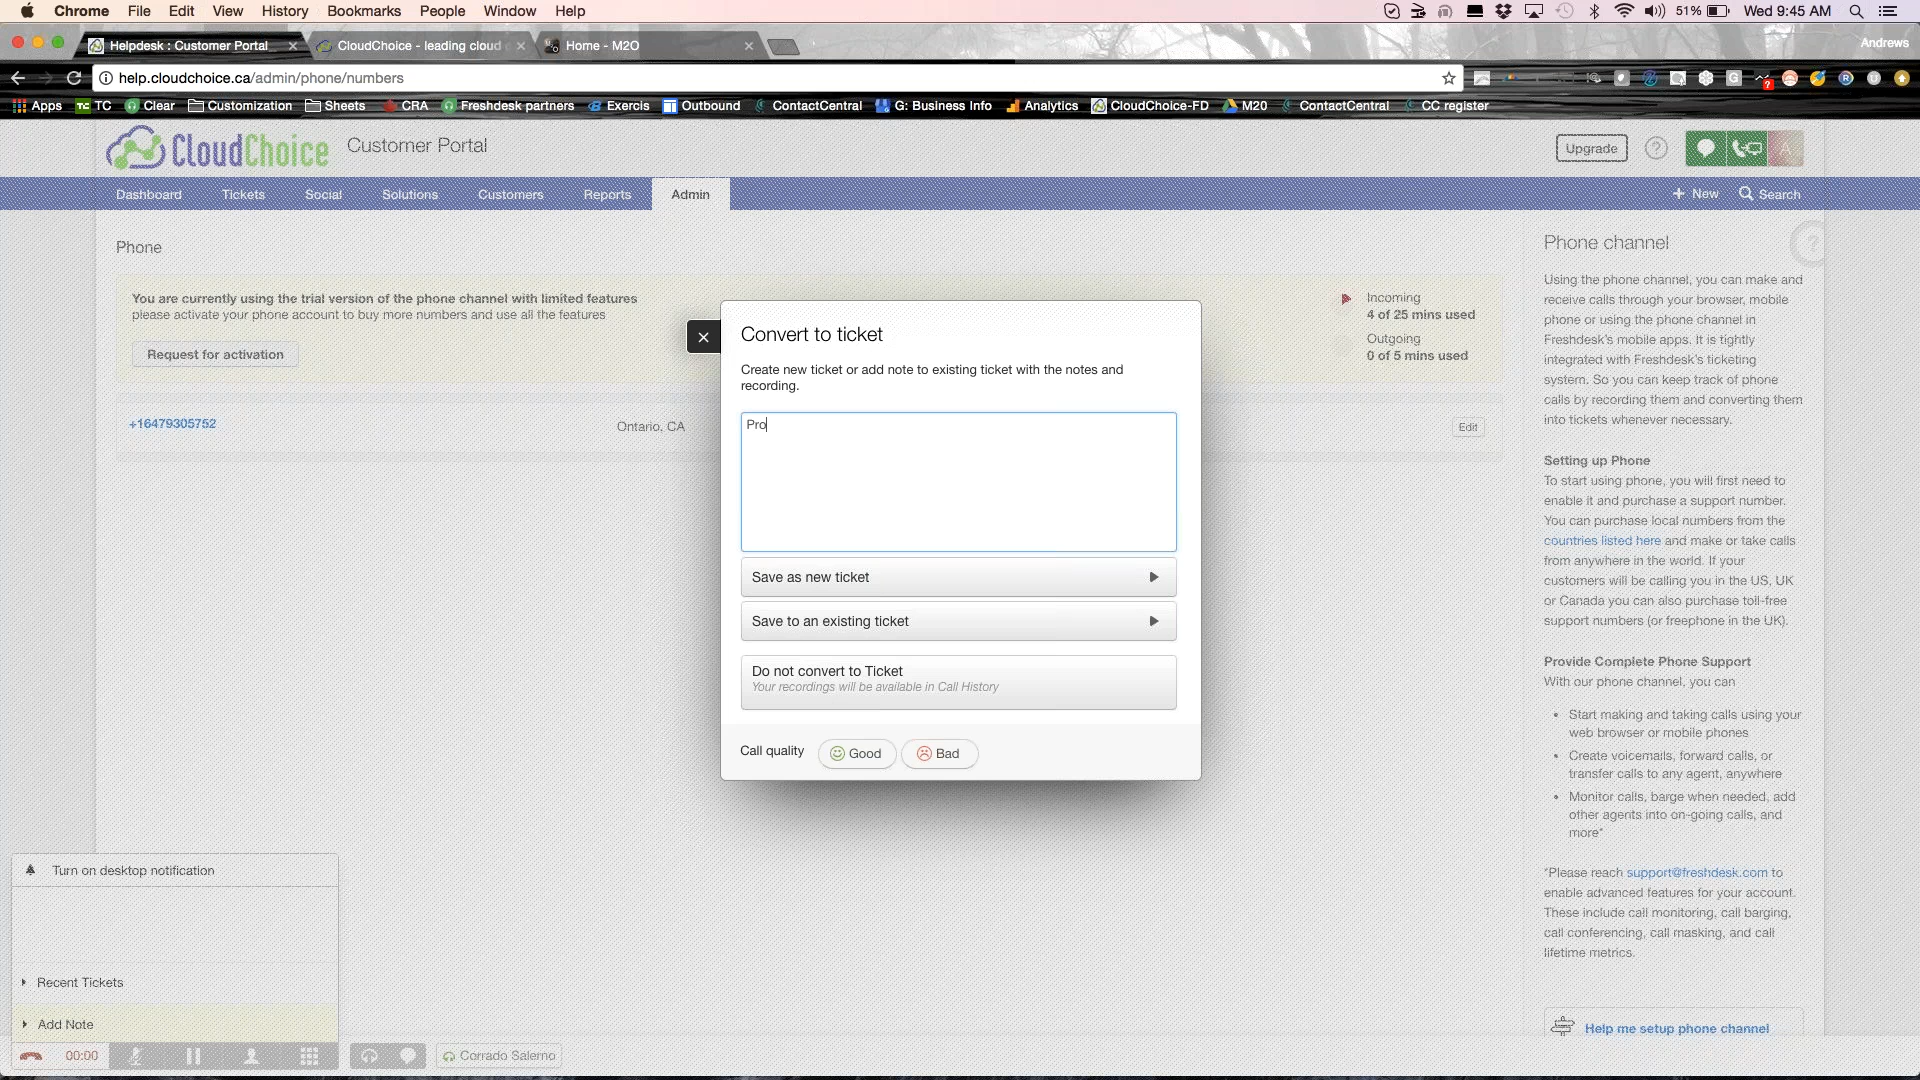 Chrome File Edit View History Bookmarks People Window Help 51% Wed 9:45 AM
Helpdesk : Customer Portal CloudChoice - leading cloud Home - M2O Andrews
help.cloudchoice.ca/admin/phone/numbers
Apps TC Clear Customization Sheets CRA Freshdesk partners Exercis Outbound ContactCentral G: Business Info Analytics CloudChoice-FD M20 ContactCentral CC register
CloudChoice Customer Portal Upgrade ? A
Dashboard Tickets Social Solutions Customers Reports Admin + New Search
Phone
You are currently using the trial version of the phone channel with limited features
please activate your phone account to buy more numbers and use all the features
Request for activation
Incoming
4 of 25 mins used
Outgoing
0 of 5 mins used
+16479305752 Ontario, CA Edit
Convert to ticket
Create new ticket or add note to existing ticket with the notes and
recording.
Pro
Save as new ticket
Save to an existing ticket
Do not convert to Ticket
Your recordings will be available in Call History
Call quality Good Bad
Phone channel
Using the phone channel, you can make and
receive calls through your browser, mobile
phone or using the phone channel in
Freshdesk's mobile apps. It is tightly
integrated with Freshdesk's ticketing
system. So you can keep track of phone
calls by recording them and converting them
into tickets whenever necessary.
Setting up Phone
To start using phone, you will first need to
enable it and purchase a support number.
You can purchase local numbers from the
countries listed here and make or take calls
from anywhere in the world. If your
customers will be calling you in the US, UK
or Canada you can also purchase toll-free
support numbers (or freephone in the UK).
Provide Complete Phone Support
With our phone channel, you can
• Start making and taking calls using your
web browser or mobile phones
• Create voicemails, forward calls, or
transfer calls to any agent, anywhere
• Monitor calls, barge when needed, add
other agents into on-going calls, and
more*
*Please reach support@freshdesk.com to
enable advanced features for your account.
These include call monitoring, call barging,
call conferencing, call masking, and call
lifetime metrics.
Help me setup phone channel
Turn on desktop notification
Recent Tickets
Add Note
00:00 Corrado Salerno